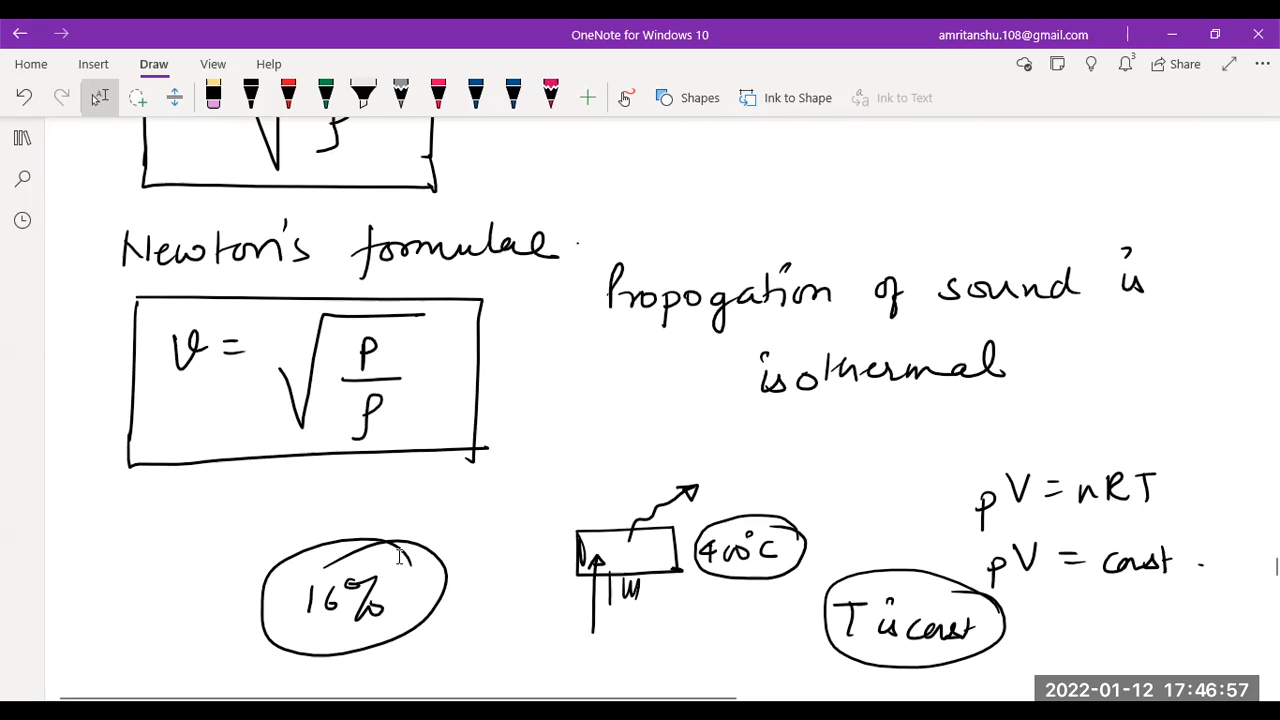 OneNote for Windows 10
amritanshu.108@gmail.com
Home Insert Draw View Help
Share
Shapes
Ink to Shape
Ink to Text
√ρ
Newton's formulae
v = √P/ρ
Propogation of sound is
isothermal
16%
400°C
pV = nRT
pV = const.
T is const
2022-01-12 17:46:57